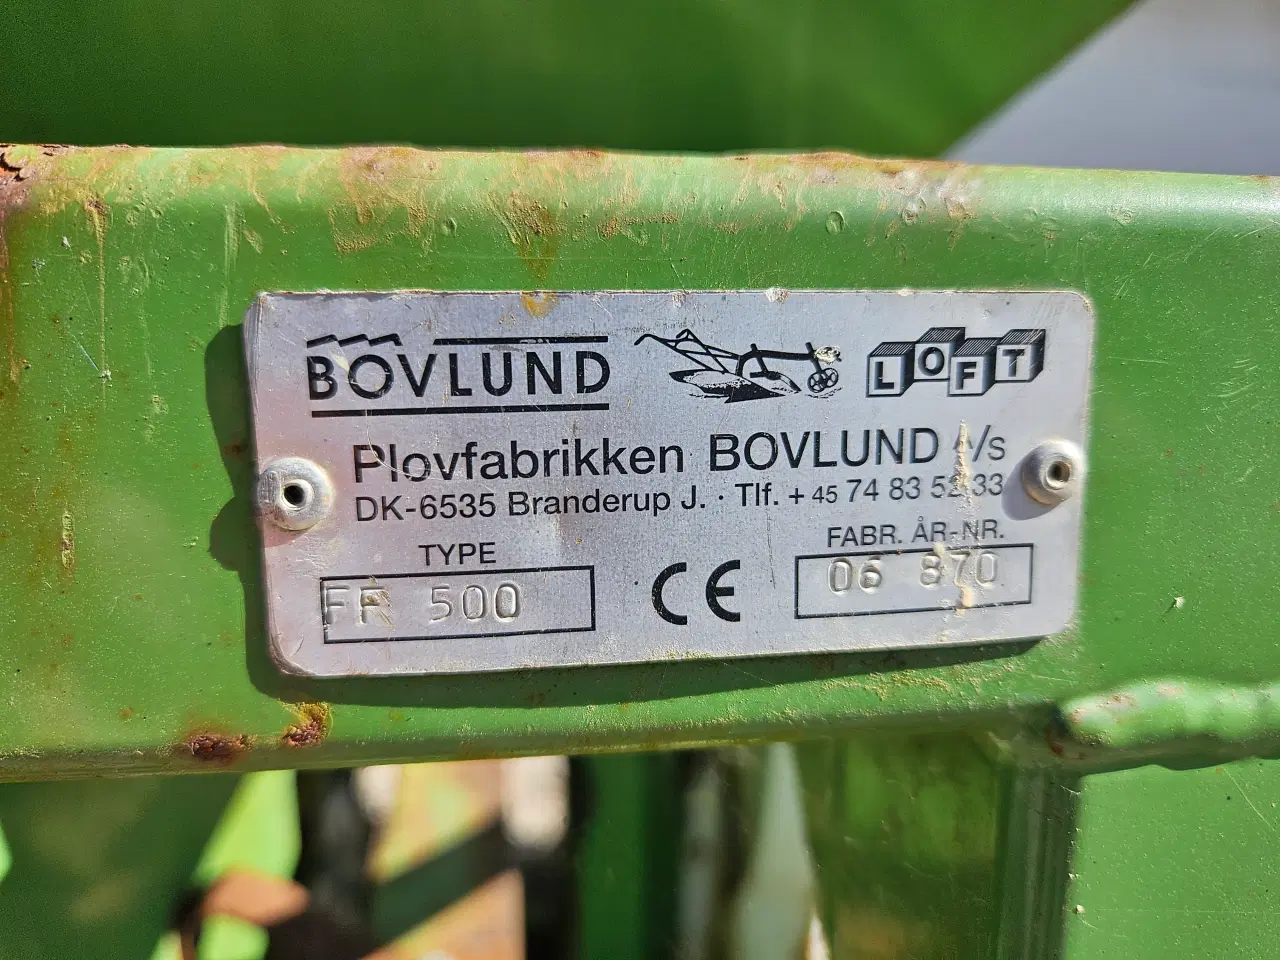 BOVLUND LOFT
Plovfabrikken BOVLUND A/s
DK-6535 Branderup J. · Tlf. + 45 74 83 52 33
TYPE FABR. ÅR-NR.
FF 500 CE 06 870